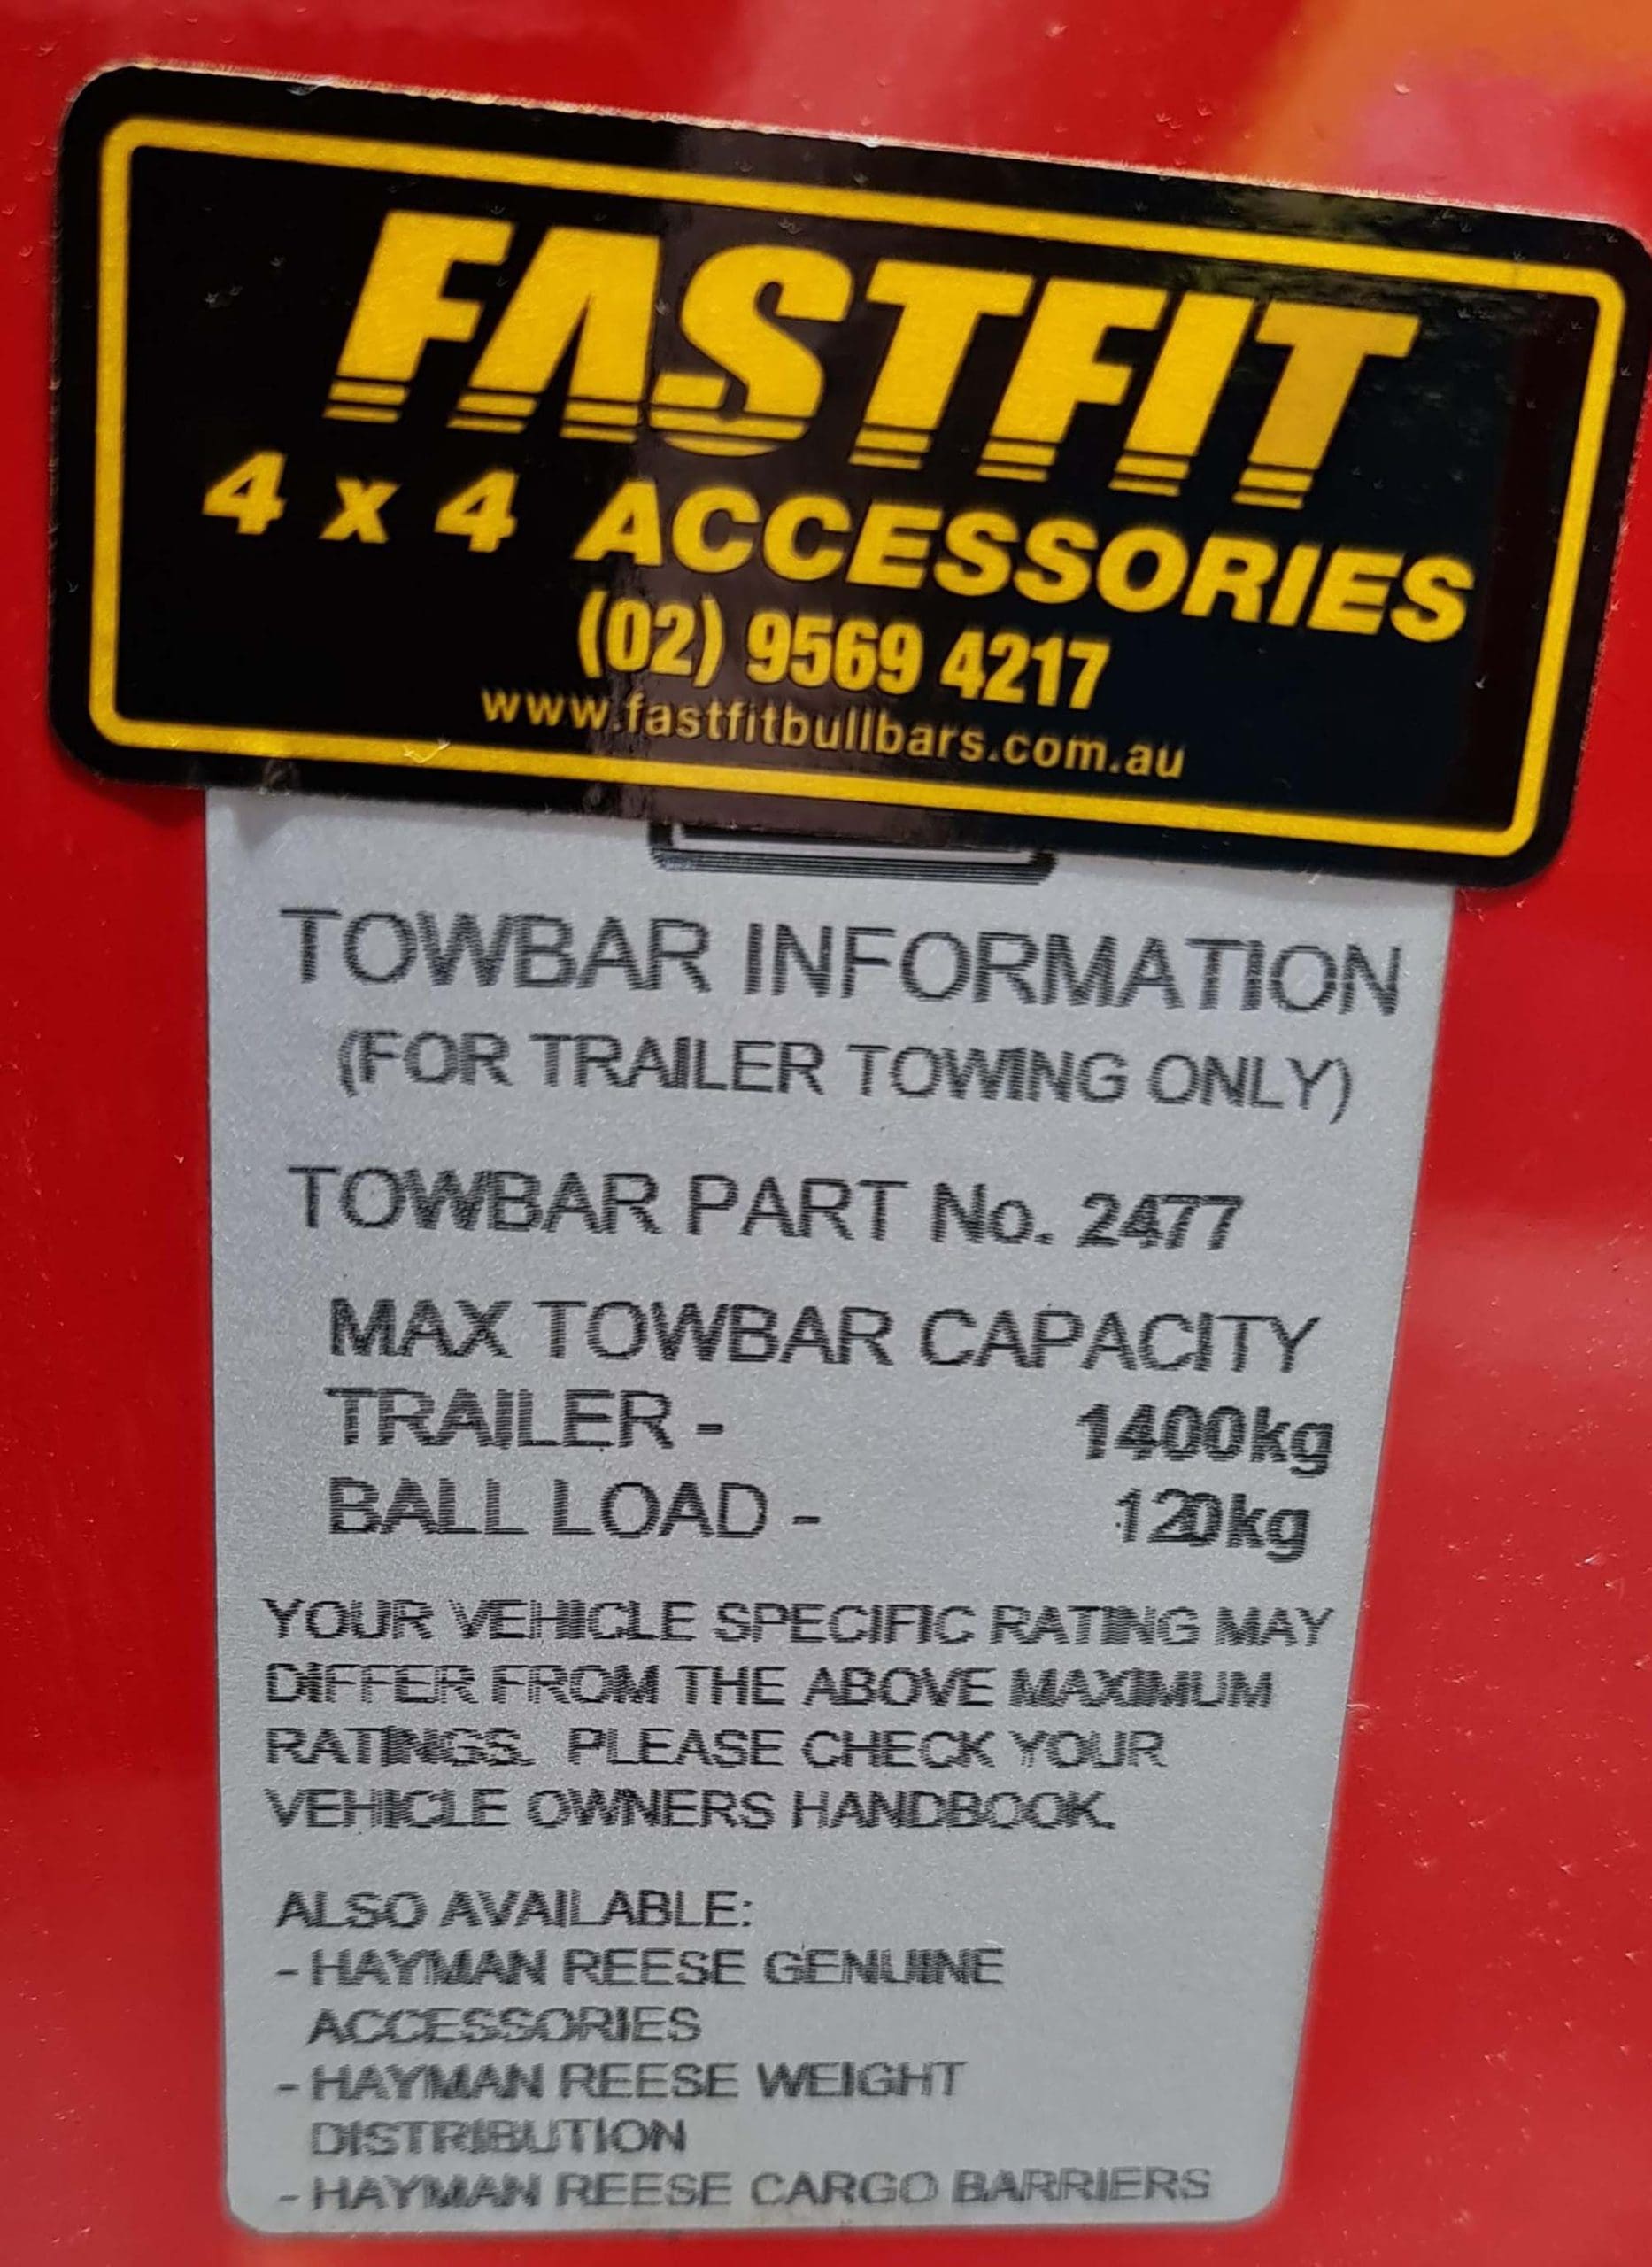 FASTFIT
4 x 4 ACCESSORIES
(02) 9569 4217
www.fastfitbullbars.com.au
TOWBAR INFORMATION
(FOR TRAILER TOWING ONLY)
TOWBAR PART No. 2477
MAX TOWBAR CAPACITY
TRAILER - 1400kg
BALL LOAD - 120kg
YOUR VEHICLE SPECIFIC RATING MAY
DIFFER FROM THE ABOVE MAXIMUM
RATINGS. PLEASE CHECK YOUR
VEHICLE OWNERS HANDBOOK.
ALSO AVAILABLE:
- HAYMAN REESE GENUINE
ACCESSORIES
- HAYMAN REESE WEIGHT
DISTRIBUTION
- HAYMAN REESE CARGO BARRIERS